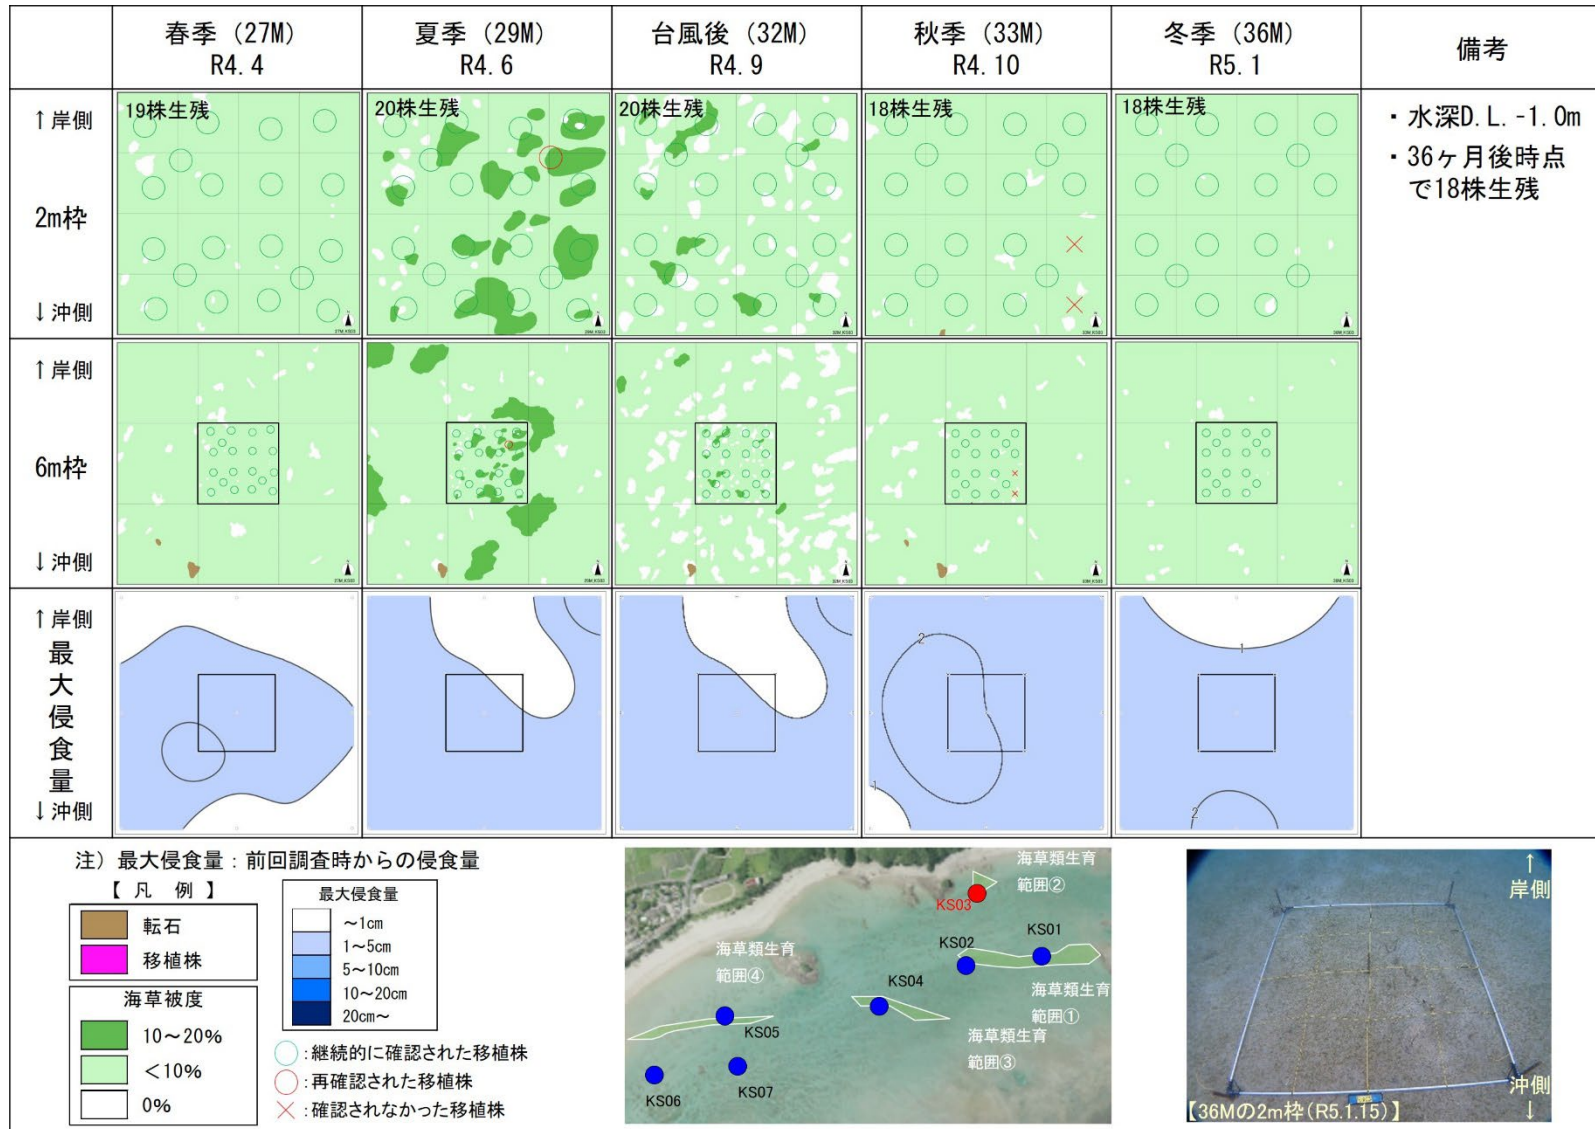 春季（27M）
R4.4
夏季（29M）
R4.6
台風後（32M）
R4.9
秋季（33M）
R4.10
冬季（36M）
R5.1
備考
↑岸側
2m枠
↓沖側
19株生残
20株生残
20株生残
18株生残
18株生残
・水深D.L.-1.0m
・36ヶ月後時点
で18株生残
↑岸側
6m枠
↓沖側
↑岸側
最大侵食量
↓沖側
2
1
1
2
注）最大侵食量：前回調査時からの侵食量
【 凡 例 】
転石
移植株
海草被度
10～20%
＜10%
0%
最大侵食量
～1cm
1～5cm
5～10cm
10～20cm
20cm～
○：継続的に確認された移植株
○：再確認された移植株
×：確認されなかった移植株
海草類生育
範囲②
KS03
KS02
KS01
海草類生育
範囲④
KS04
海草類生育
範囲①
KS05
海草類生育
範囲③
KS06
KS07
↑
岸側
沖側
↓
【36Mの2m枠(R5.1.15)】